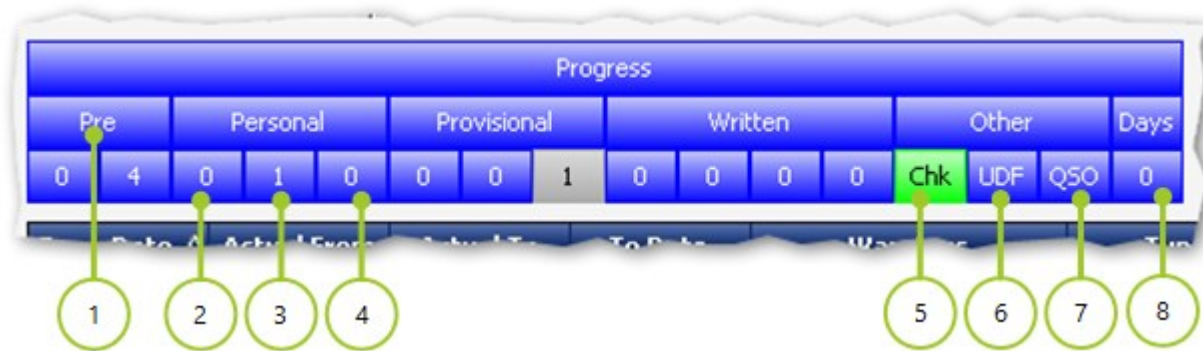 Progress
Pre Personal Provisional Written Other Days
0 4 0 1 0 0 0 1 0 0 0 0 Chk UDF QSO 0
1 2 3 4 5 6 7 8